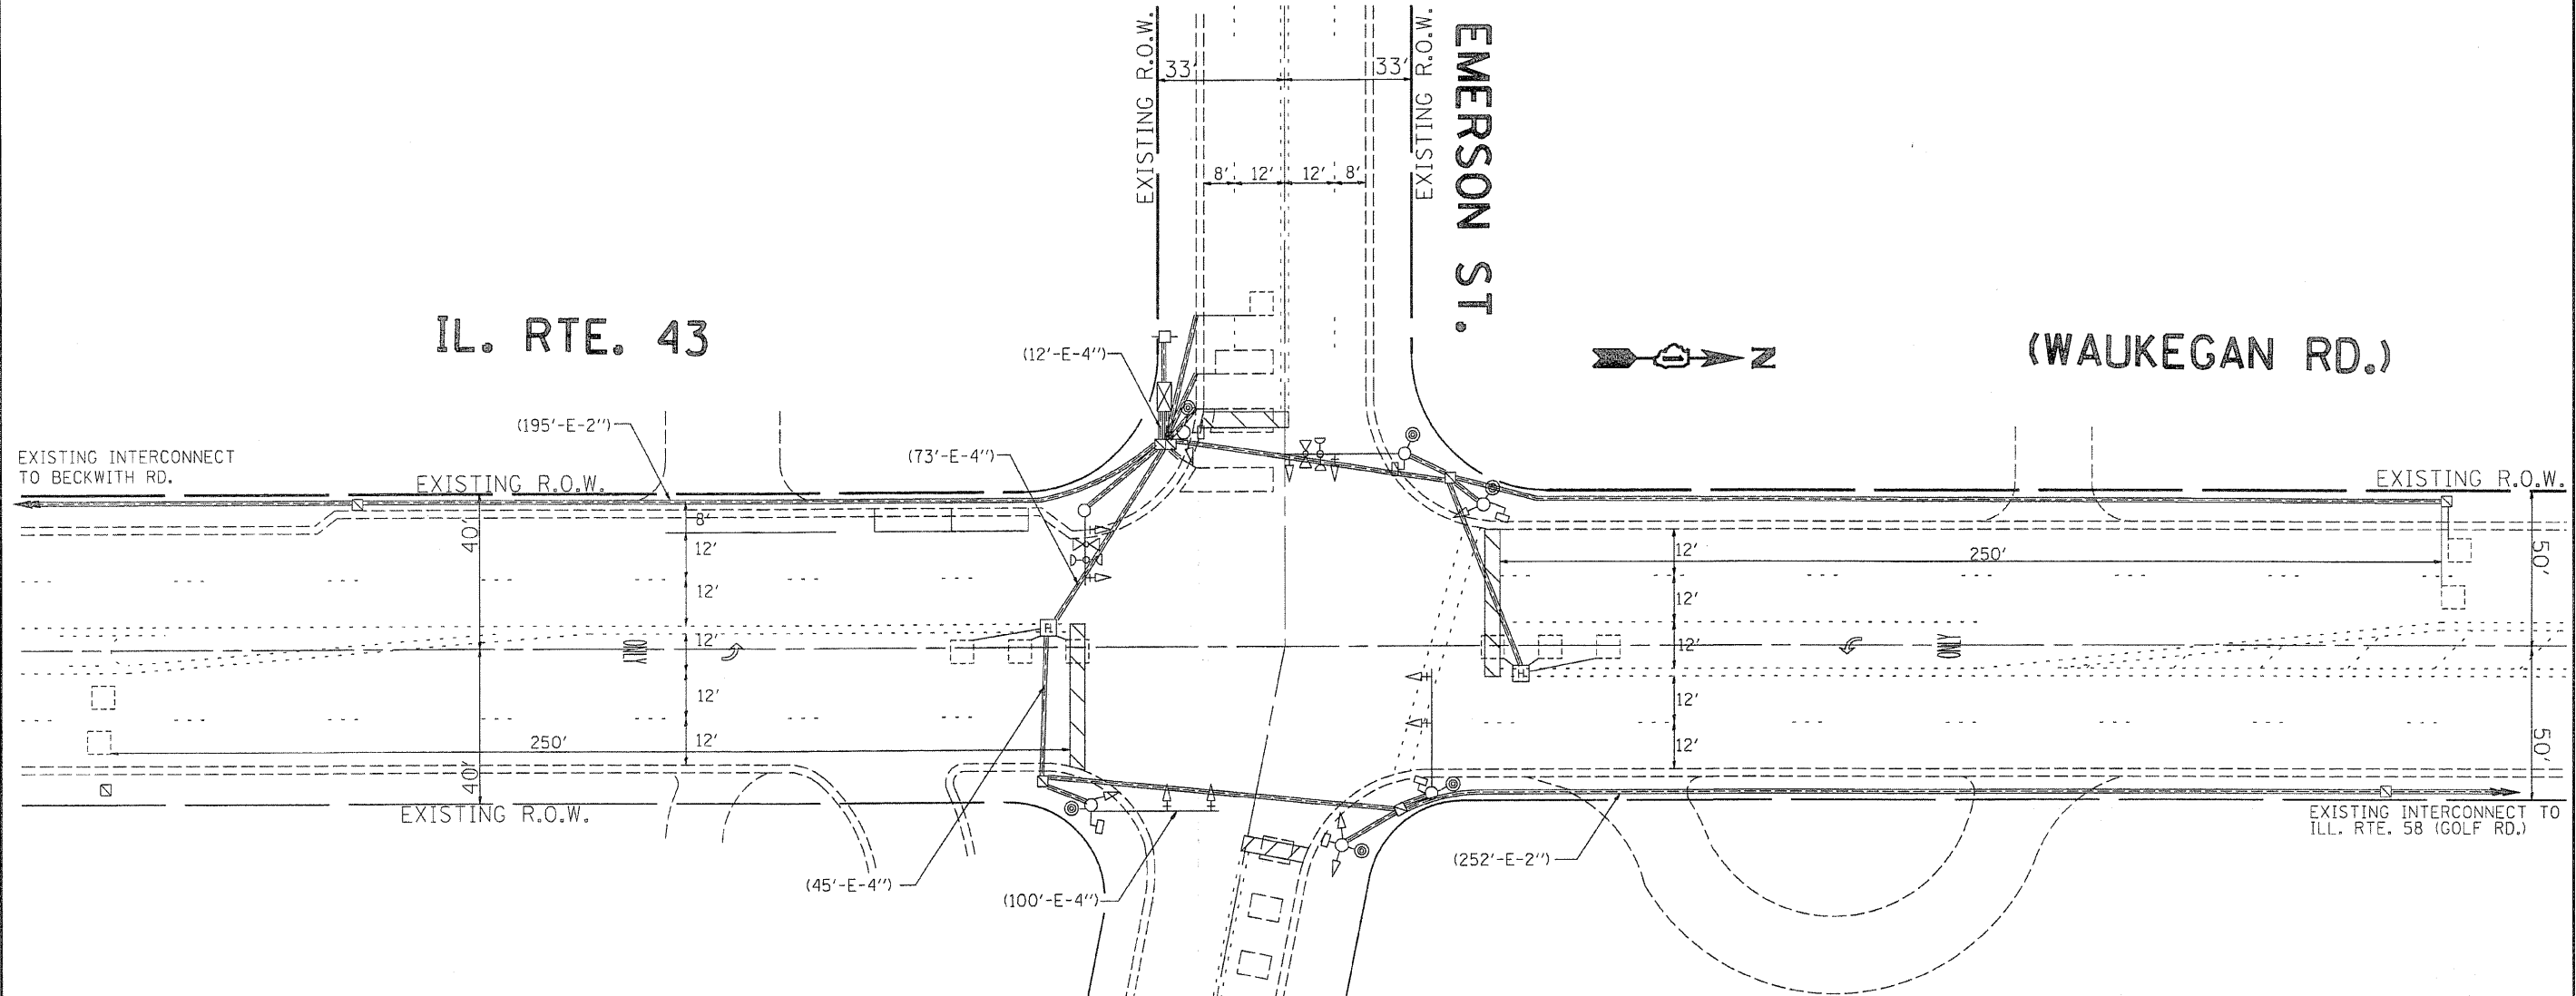 EXISTING R.O.W.
EXISTING R.O.W.
33'
33'
EMERSON ST.
8' 12' 12' 8'
IL. RTE. 43
(WAUKEGAN RD.)
N
(12'-E-4'')
(195'-E-2'')
(73'-E-4'')
EXISTING INTERCONNECT
TO BECKWITH RD.
EXISTING R.O.W.
EXISTING R.O.W.
40'
8'
12'
12'
12'
12'
12'
ONLY
250'
40'
EXISTING R.O.W.
H
12'
12'
12'
12'
12'
250'
ONLY
H
50'
50'
(45'-E-4'')
(100'-E-4'')
(252'-E-2'')
EXISTING INTERCONNECT TO
ILL. RTE. 58 (GOLF RD.)